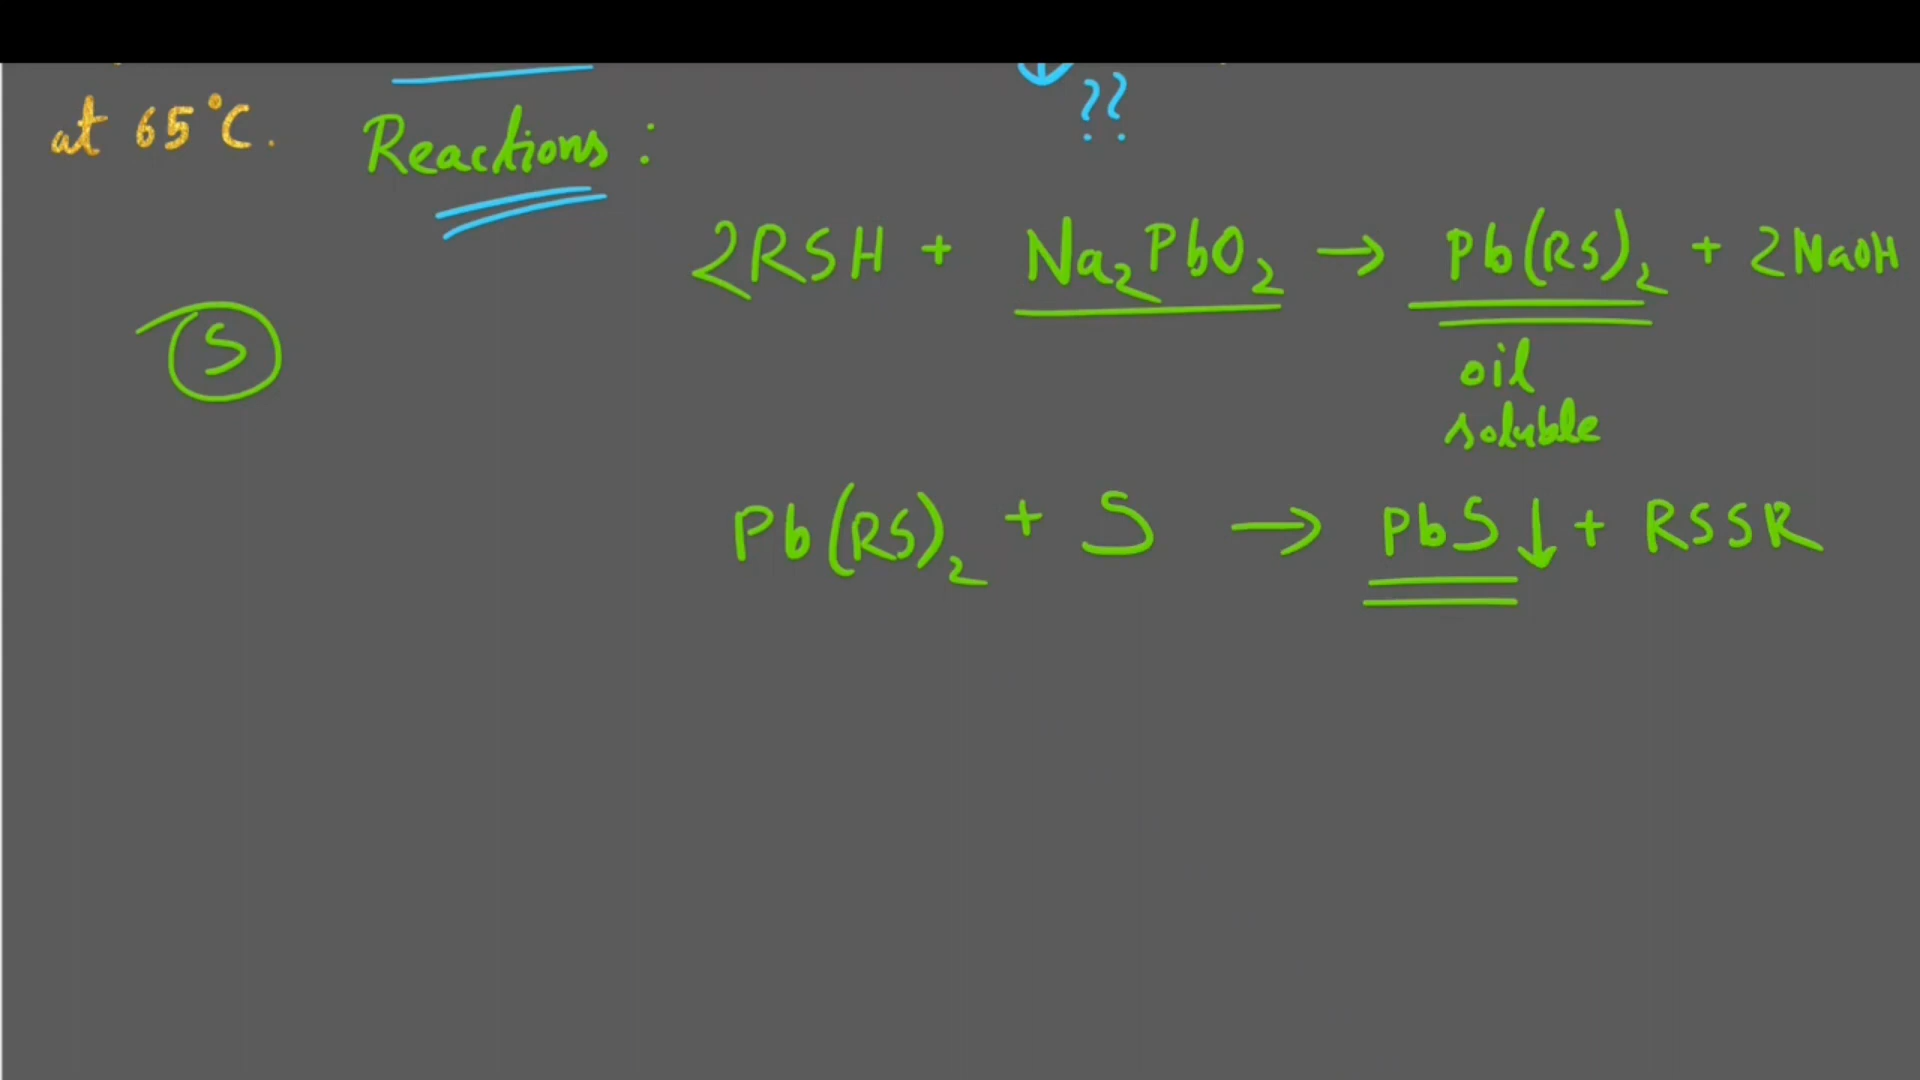 at 65°C.
Reactions :
??
2RSH + Na₂PbO₂ → Pb(RS)₂ + 2NaOH
S
oil
soluble
Pb(RS)₂ + S → PbS↓ + RSSR